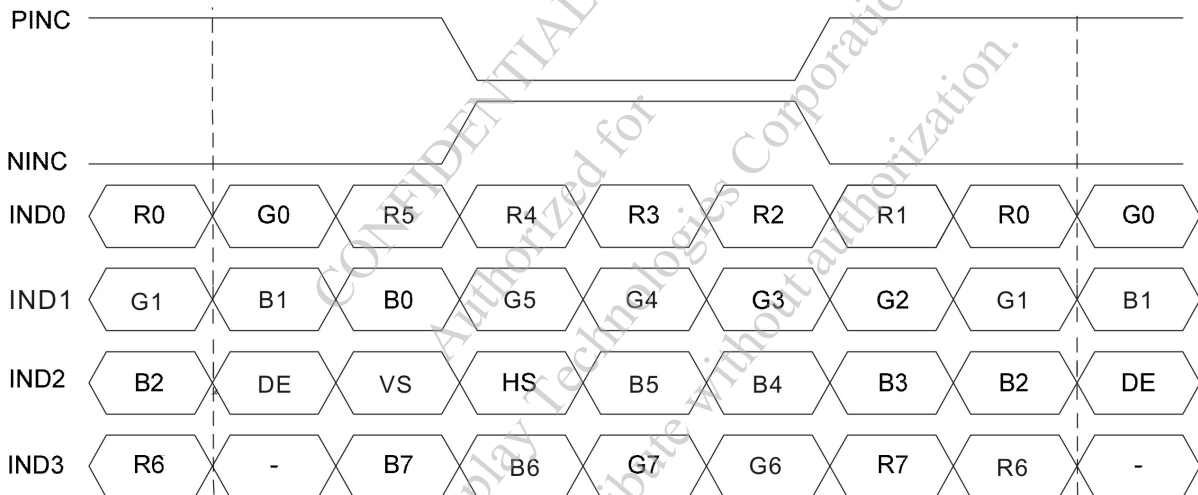 PINC
NINC
IND0 R0 G0 R5 R4 R3 R2 R1 R0 G0
IND1 G1 B1 B0 G5 G4 G3 G2 G1 B1
IND2 B2 DE VS HS B5 B4 B3 B2 DE
IND3 R6 - B7 B6 G7 G6 R7 R6 -
CONFIDENTIAL
Authorized for
Technologies Corporation
without authorization.